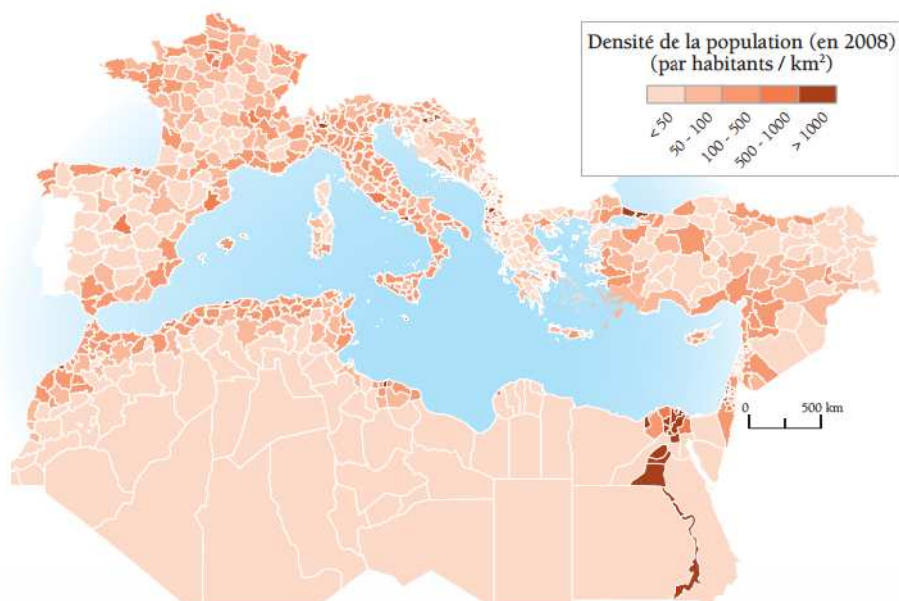 Densité de la population (en 2008)
(par habitants / km²)
< 50
50 - 100
100 - 500
500 - 1000
> 1000
0 500 km